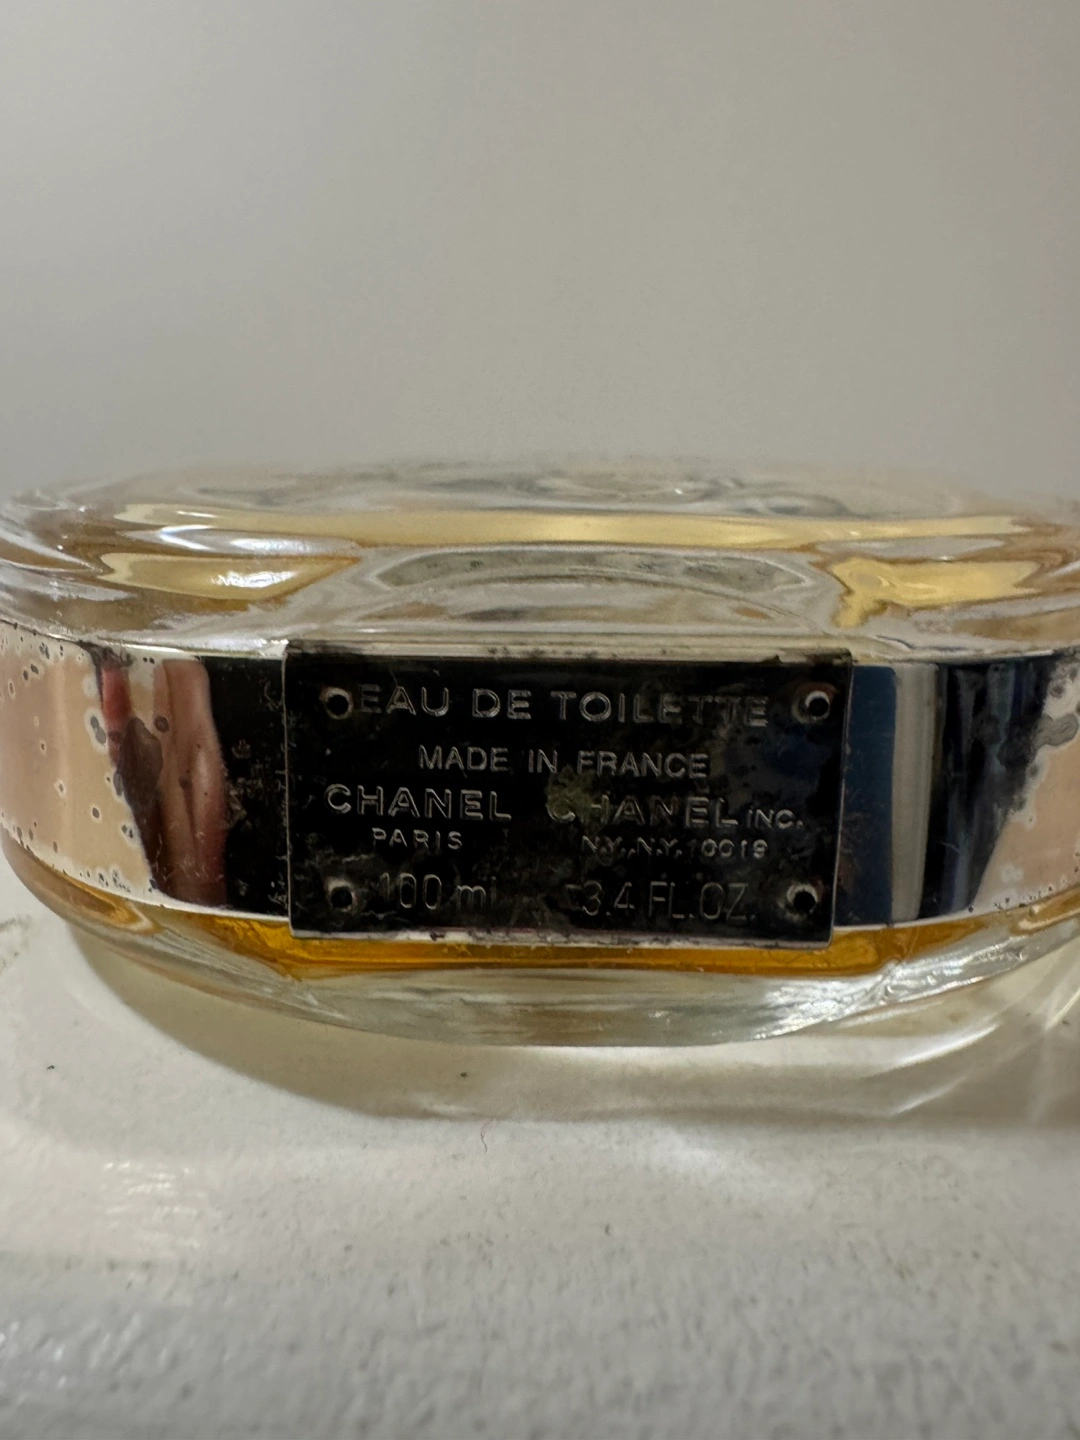 EAU DE TOILETTE
MADE IN FRANCE
CHANEL CHANEL INC.
PARIS N.Y., N.Y. 10019
100 ml 3.4 FL.OZ.